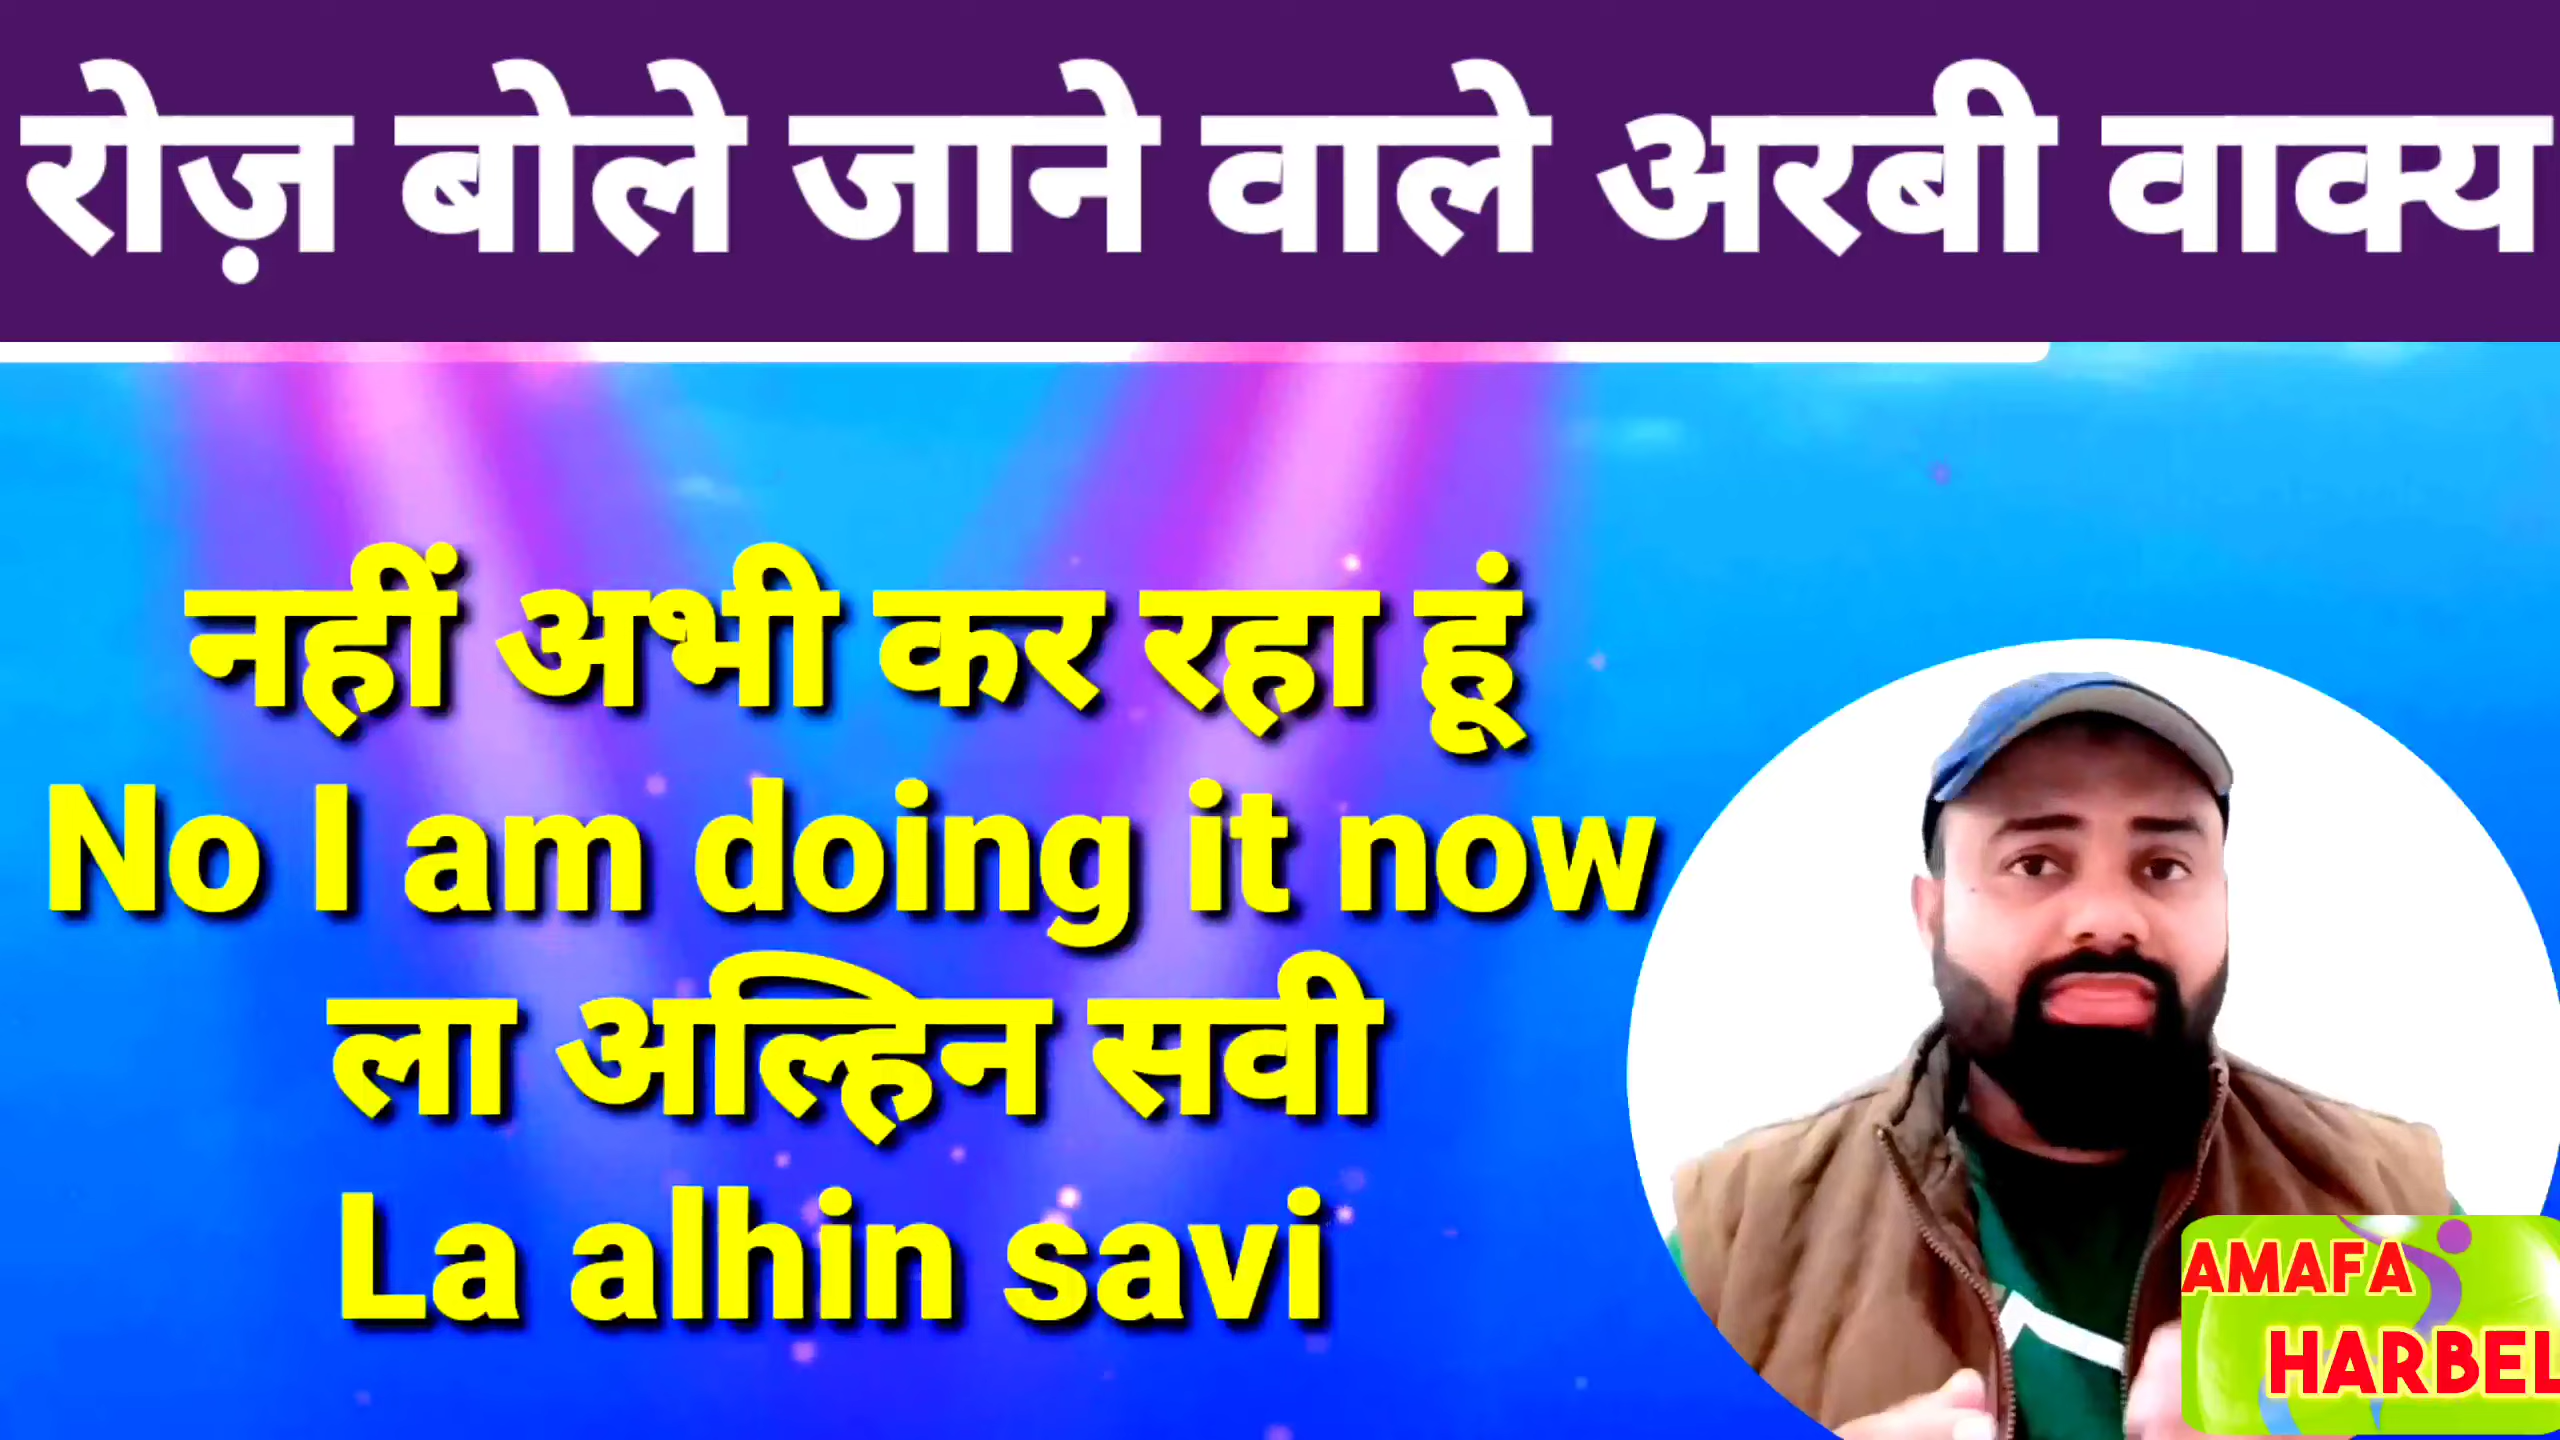 रोज़ बोले जाने वाले अरबी वाक्य
नहीं अभी कर रहा हूं
No I am doing it now
ला अल्हिन सवी
La alhin savi
AMAFA
HARBEL